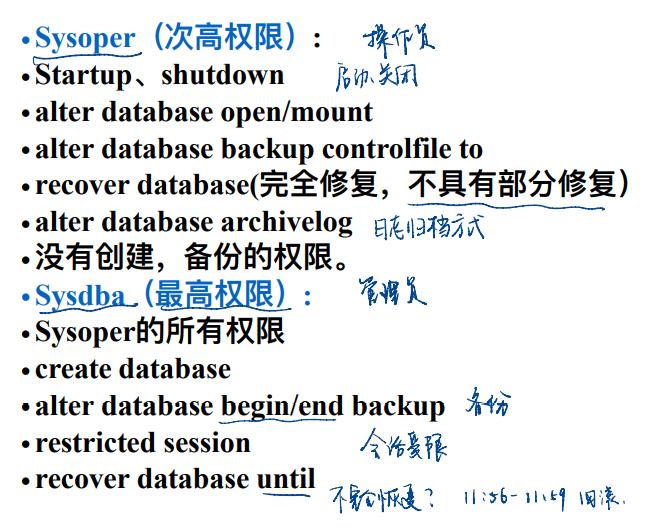 • Sysoper（次高权限）: 操作员
• Startup、shutdown 启动、关闭
• alter database open/mount
• alter database backup controlfile to
• recover database(完全修复，不具有部分修复）
• alter database archivelog 日志归档方式
• 没有创建，备份的权限。
• Sysdba（最高权限）: 管理员
• Sysoper的所有权限
• create database
• alter database begin/end backup 备份
• restricted session 会话受限
• recover database until 不完全恢复？ 11:56-11:59 回滚.